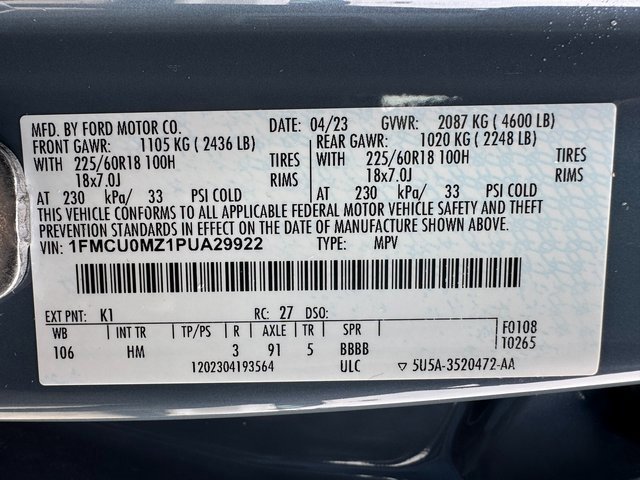 MFD. BY FORD MOTOR CO. DATE: 04/23 GVWR: 2087 KG ( 4600 LB)
FRONT GAWR: 1105 KG ( 2436 LB) REAR GAWR: 1020 KG ( 2248 LB)
WITH 225/60R18 100H TIRES WITH 225/60R18 100H TIRES
18x7.0J RIMS 18x7.0J RIMS
AT 230 kPa/ 33 PSI COLD AT 230 kPa/ 33 PSI COLD
THIS VEHICLE CONFORMS TO ALL APPLICABLE FEDERAL MOTOR VEHICLE SAFETY AND THEFT
PREVENTION STANDARDS IN EFFECT ON THE DATE OF MANUFACTURE SHOWN ABOVE.
VIN: 1FMCU0MZ1PUA29922 TYPE: MPV
EXT PNT: K1 RC: 27 DSO:
WB INT TR TP/PS R AXLE TR SPR F0108
106 HM 3 91 5 BBBB 10265
1202304193564 ULC ▽ 5U5A-3520472-AA